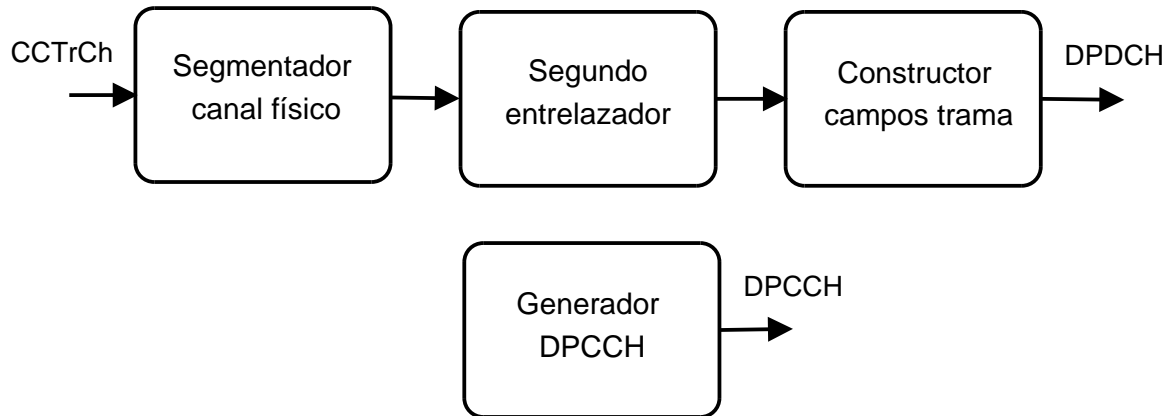 CCTrCh
Segmentador
canal físico
Segundo
entrelazador
Constructor
campos trama
DPDCH
Generador
DPCCH
DPCCH